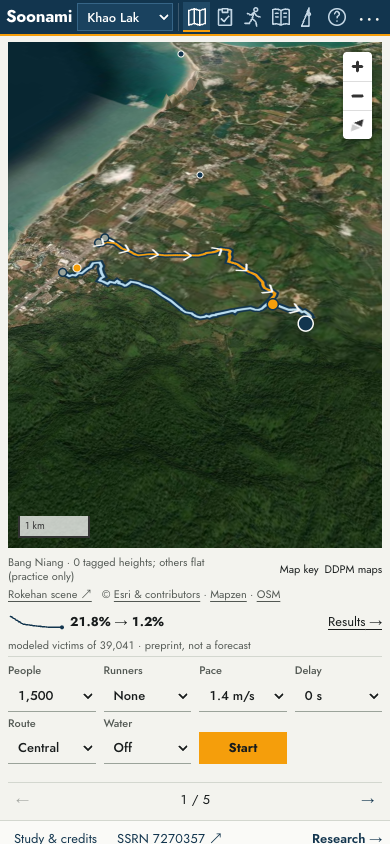 Soonami Khao Lak
1 km
Bang Niang · 0 tagged heights; others flat
(practice only)
Map key DDPM maps
Rokehan scene ↗ © Esri & contributors · Mapzen · OSM
21.8% → 1.2% Results →
modeled victims of 39,041 · preprint, not a forecast
People Runners Pace Delay
1,500 None 1.4 m/s 0 s
Route Water
Central Off Start
← 1 / 5 →
Study & credits SSRN 7270357 ↗ Research →